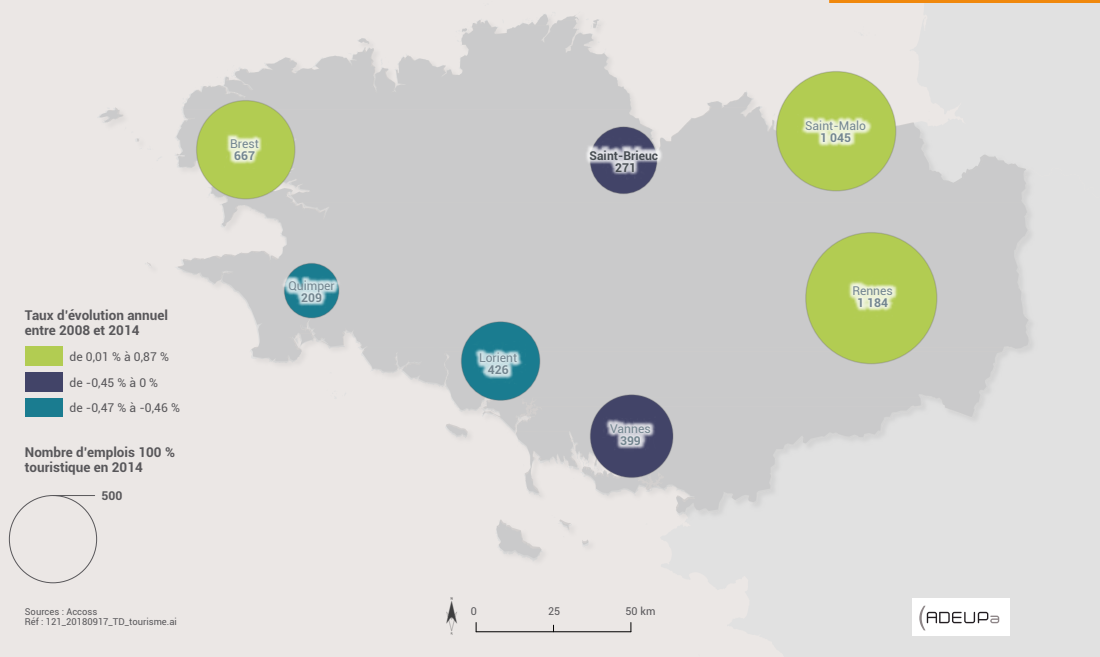 Saint-Malo
1 045
Brest
667
Saint-Brieuc
271
Quimper
209
Rennes
1 184
Lorient
426
Vannes
399
Taux d'évolution annuel
entre 2008 et 2014
de 0,01 % à 0,87 %
de -0,45 % à 0 %
de -0,47 % à -0,46 %
Nombre d'emplois 100 %
touristique en 2014
500
Sources : Accoss
Réf : 121_20180917_TD_tourisme.ai
0 25 50 km
ADEUPa